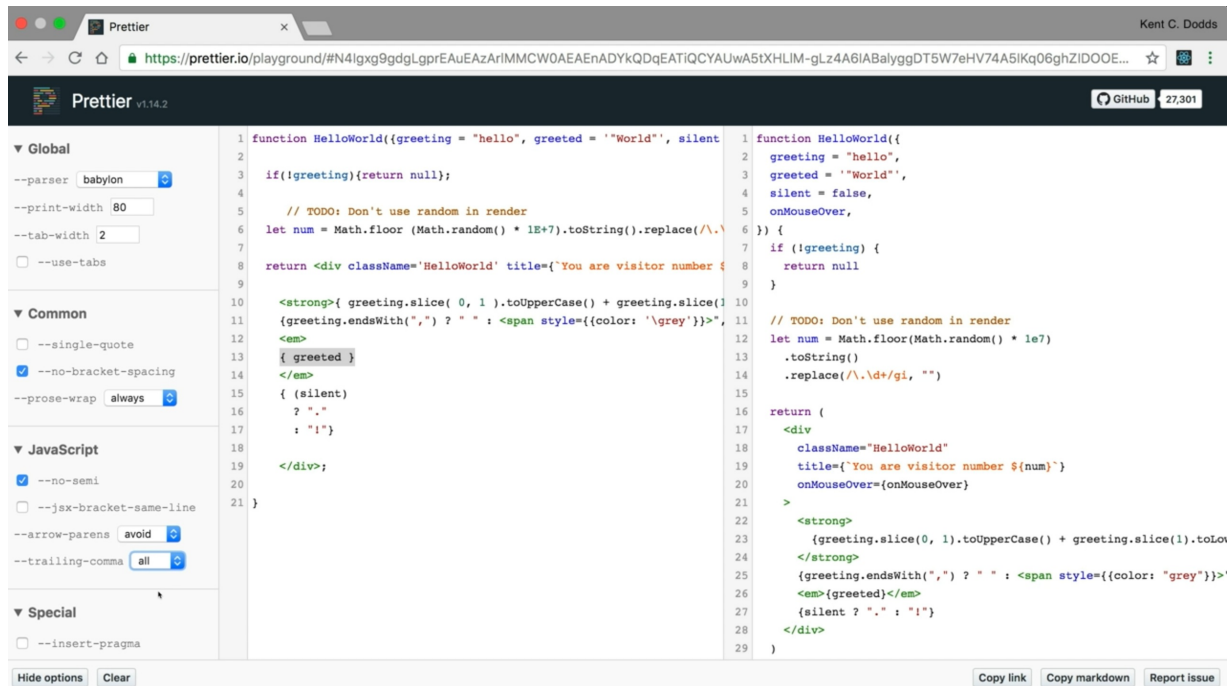 Prettier
Kent C. Dodds
https://prettier.io/playground/#N4Igxg9gdgLgprEAuEAzArlMMCW0AEAEnADYkQDqEATiQCYAUwA5tXHLIM-gLz4A6IABalyggDT5W7eHV74A5IKq06ghZIDOOE...
Prettier v1.14.2
GitHub 27,301
▼ Global
--parser babylon
--print-width 80
--tab-width 2
--use-tabs
▼ Common
--single-quote
--no-bracket-spacing
--prose-wrap always
▼ JavaScript
--no-semi
--jsx-bracket-same-line
--arrow-parens avoid
--trailing-comma all
▼ Special
--insert-pragma
1 function HelloWorld({greeting = "hello", greeted = '"World"', silent
2
3 if(!greeting){return null};
4
5 // TODO: Don't use random in render
6 let num = Math.floor (Math.random() * 1E+7).toString().replace(/\.\
7
8 return <div className='HelloWorld' title={`You are visitor number $
9
10 <strong>{ greeting.slice( 0, 1 ).toUpperCase() + greeting.slice(1
11 {greeting.endsWith(",") ? " " : <span style={{color: '\grey'}}>",
12 <em>
13 { greeted }
14 </em>
15 { (silent)
16 ? "."
17 : "!"}
18
19 </div>;
20
21 }
1 function HelloWorld({
2 greeting = "hello",
3 greeted = '"World"',
4 silent = false,
5 onMouseOver,
6 }) {
7 if (!greeting) {
8 return null
9 }
10
11 // TODO: Don't use random in render
12 let num = Math.floor(Math.random() * 1e7)
13 .toString()
14 .replace(/\.\d+/gi, "")
15
16 return (
17 <div
18 className="HelloWorld"
19 title={`You are visitor number ${num}`}
20 onMouseOver={onMouseOver}
21 >
22 <strong>
23 {greeting.slice(0, 1).toUpperCase() + greeting.slice(1).toLow
24 </strong>
25 {greeting.endsWith(",") ? " " : <span style={{color: "grey"}}>"
26 <em>{greeted}</em>
27 {silent ? "." : "!"}
28 </div>
29 )
Hide options
Clear
Copy link
Copy markdown
Report issue